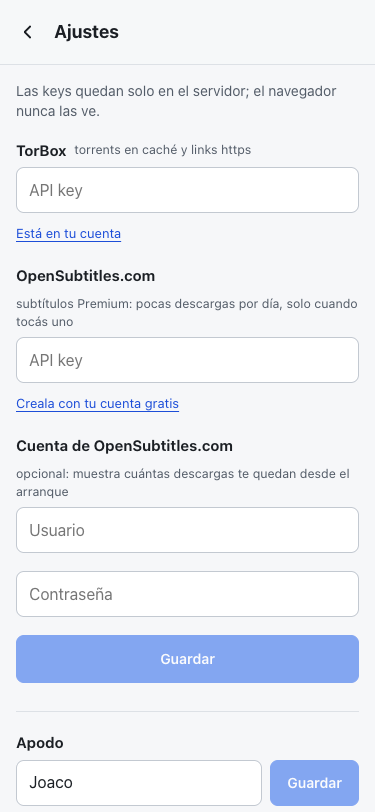 Ajustes
Las keys quedan solo en el servidor; el navegador
nunca las ve.
TorBox torrents en caché y links https
API key
Está en tu cuenta
OpenSubtitles.com
subtítulos Premium: pocas descargas por día, solo cuando
tocás uno
API key
Creala con tu cuenta gratis
Cuenta de OpenSubtitles.com
opcional: muestra cuántas descargas te quedan desde el
arranque
Usuario
Contraseña
Guardar
Apodo
Joaco
Guardar